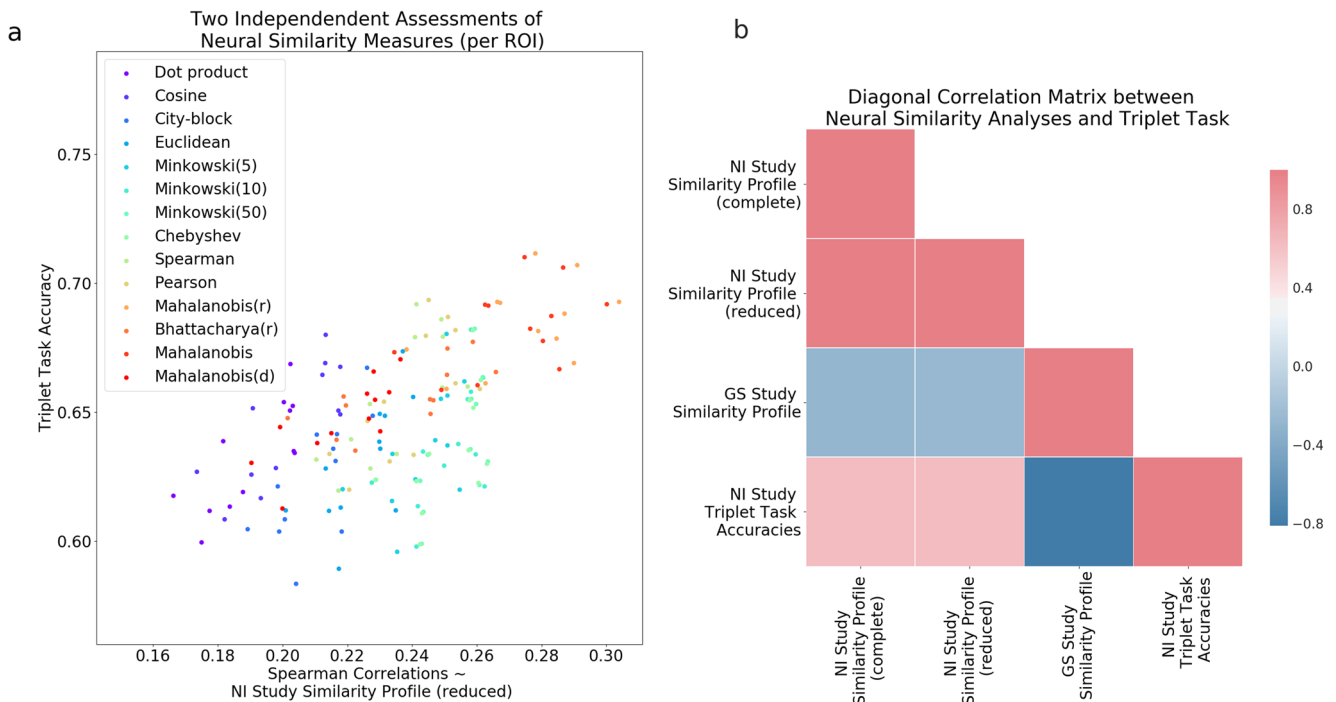 a
Two Independendent Assessments of
Neural Similarity Measures (per ROI)
Dot product
Cosine
City-block
Euclidean
Minkowski(5)
Minkowski(10)
Minkowski(50)
Chebyshev
Spearman
Pearson
Mahalanobis(r)
Bhattacharya(r)
Mahalanobis
Mahalanobis(d)
Triplet Task Accuracy
0.75
0.70
0.65
0.60
0.16 0.18 0.20 0.22 0.24 0.26 0.28 0.30
Spearman Correlations ~
NI Study Similarity Profile (reduced)
b
Diagonal Correlation Matrix between
Neural Similarity Analyses and Triplet Task
NI Study
Similarity Profile
(complete)
NI Study
Similarity Profile
(reduced)
GS Study
Similarity Profile
NI Study
Triplet Task
Accuracies
NI Study
Similarity Profile
(complete)
NI Study
Similarity Profile
(reduced)
GS Study
Similarity Profile
NI Study
Triplet Task
Accuracies
0.8
0.4
0.0
−0.4
−0.8